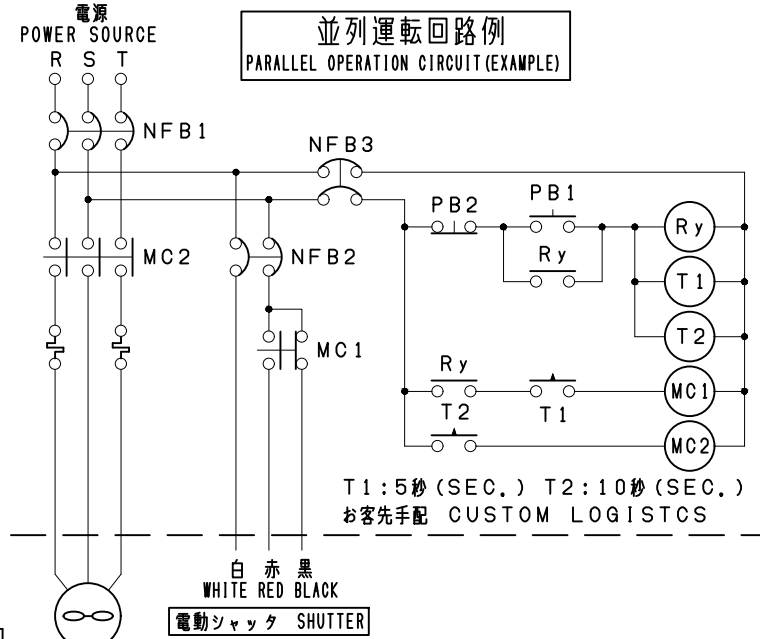 電源
POWER SOURCE
R S T
並列運転回路例
PARALLEL OPERATION CIRCUIT(EXAMPLE)
NFB1
NFB3
PB2
PB1
Ry
Ry
MC2
NFB2
T1
T2
MC1
Ry
T2
T1
MC1
MC2
T1:5秒(SEC.) T2:10秒(SEC.)
お客先手配 CUSTOM LOGISTCS
白 赤 黒
WHITE RED BLACK
電動シャッタ SHUTTER